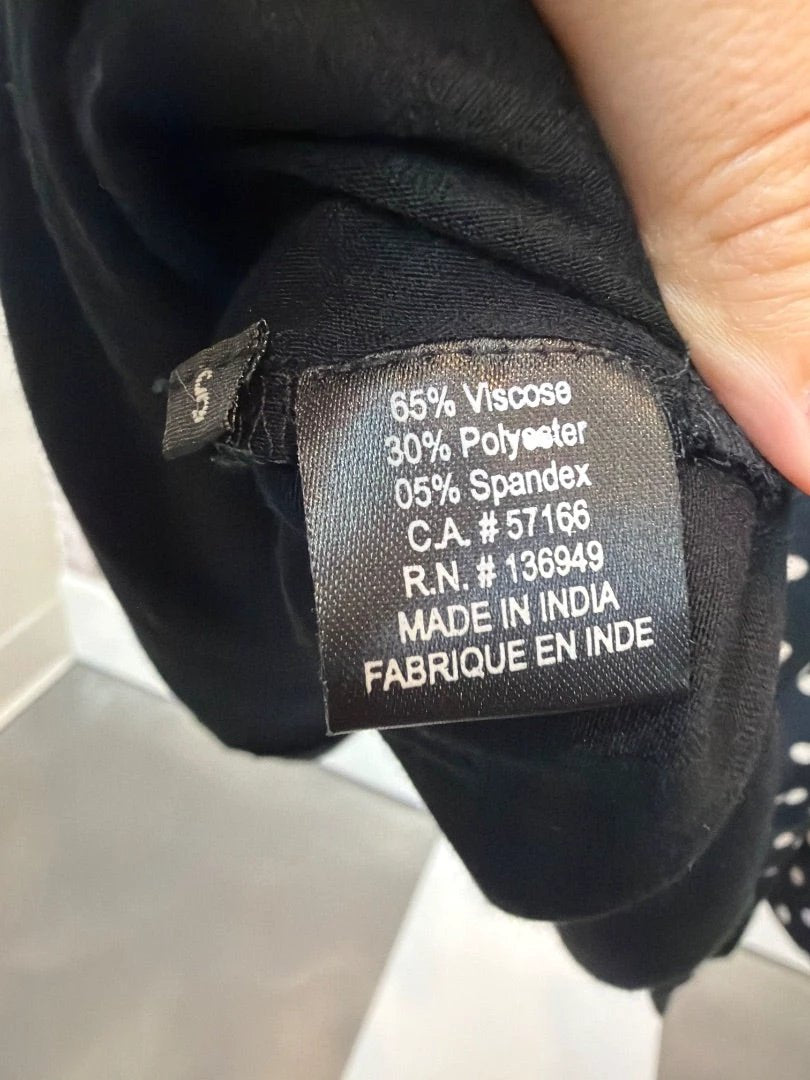 S
65% Viscose
30% Polyester
05% Spandex
C.A. # 57166
R.N. # 136949
MADE IN INDIA
FABRIQUE EN INDE